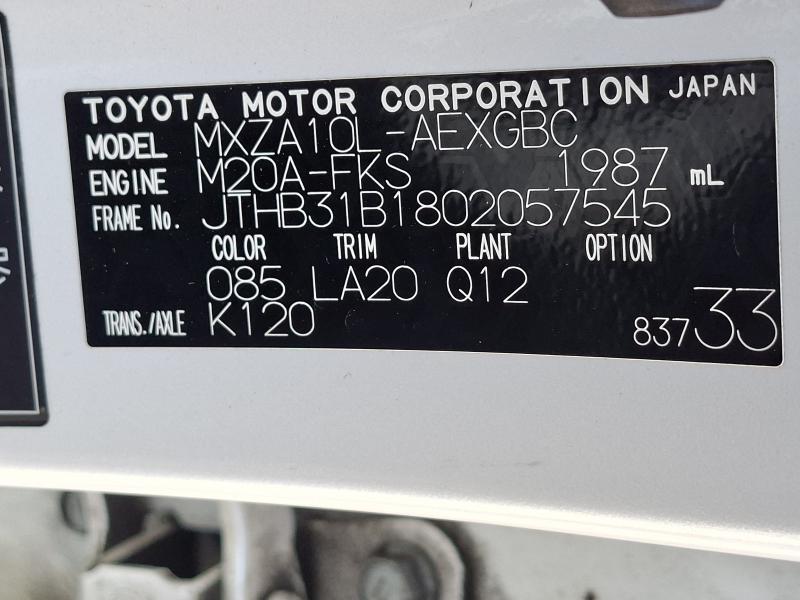 TOYOTA MOTOR CORPORATION JAPAN
MODEL MXZA10L-AEXGBC
ENGINE M20A-FKS 1987 mL
FRAME No. JTHB31B1802057545
COLOR TRIM PLANT OPTION
085 LA20 Q12
TRANS./AXLE K120
83733